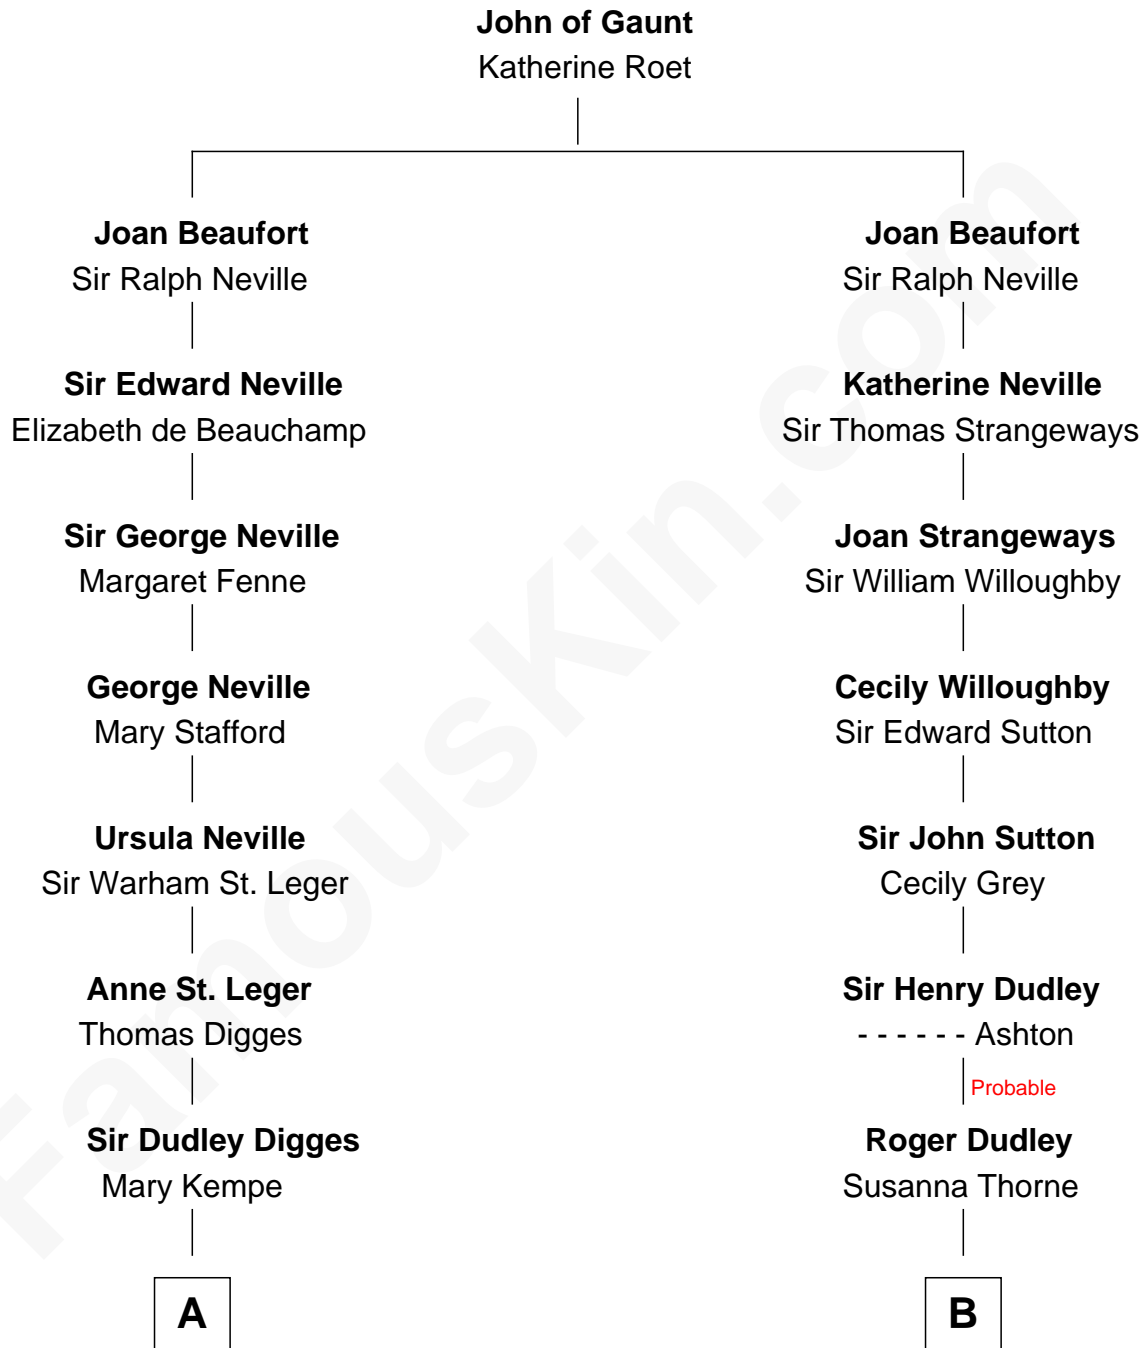 John of Gaunt
Katherine Roet
Joan Beaufort
Sir Ralph Neville
Joan Beaufort
Sir Ralph Neville
Sir Edward Neville
Elizabeth de Beauchamp
Katherine Neville
Sir Thomas Strangeways
Sir George Neville
Margaret Fenne
Joan Strangeways
Sir William Willoughby
George Neville
Mary Stafford
Cecily Willoughby
Sir Edward Sutton
Ursula Neville
Sir Warham St. Leger
Sir John Sutton
Cecily Grey
Anne St. Leger
Thomas Digges
Sir Henry Dudley
- - - - - - Ashton
Probable
Sir Dudley Digges
Mary Kempe
Roger Dudley
Susanna Thorne
A
B
FamousKin.com